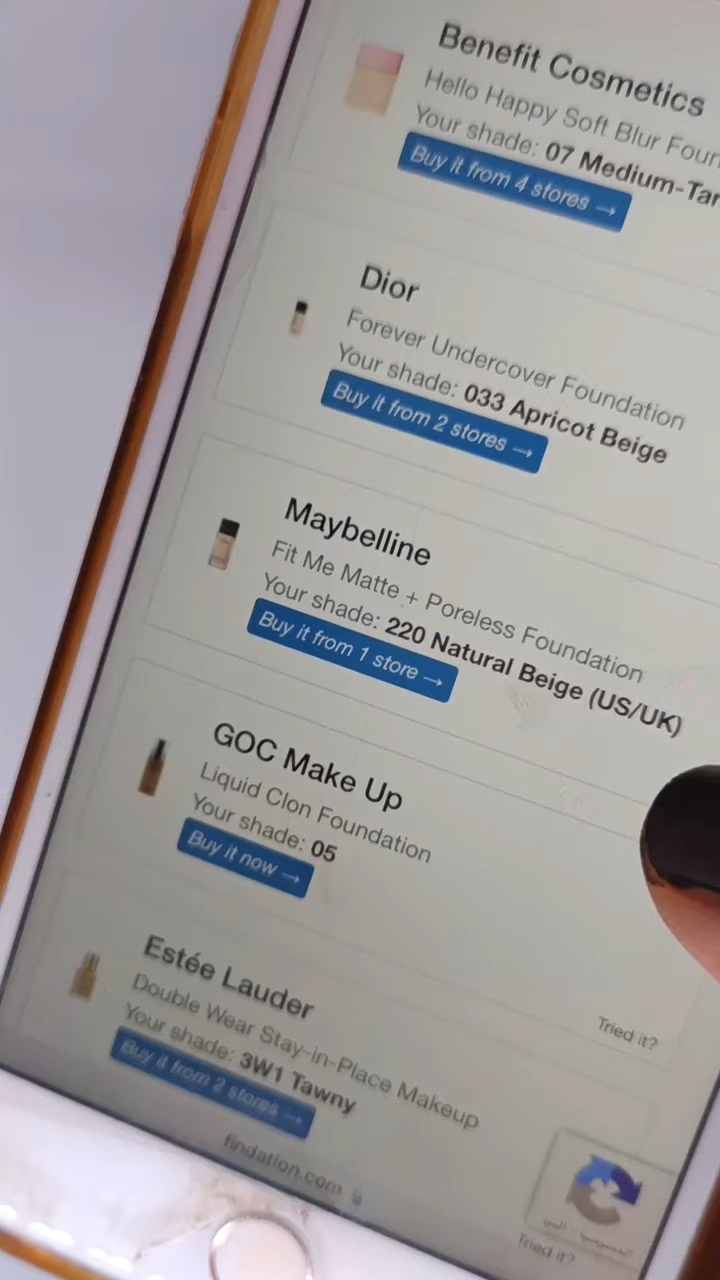 Benefit Cosmetics
Hello Happy Soft Blur Foun
Your shade: 07 Medium-Tan
Buy it from 4 stores →
Dior
Forever Undercover Foundation
Your shade: 033 Apricot Beige
Buy it from 2 stores →
Maybelline
Fit Me Matte + Poreless Foundation
Your shade: 220 Natural Beige (US/UK)
Buy it from 1 store →
GOC Make Up
Liquid Clon Foundation
Your shade: 05
Buy it now →
Tried it?
Estée Lauder
Double Wear Stay-in-Place Makeup
Your shade: 3W1 Tawny
Buy it from 2 stores →
Tried it?
findation.com